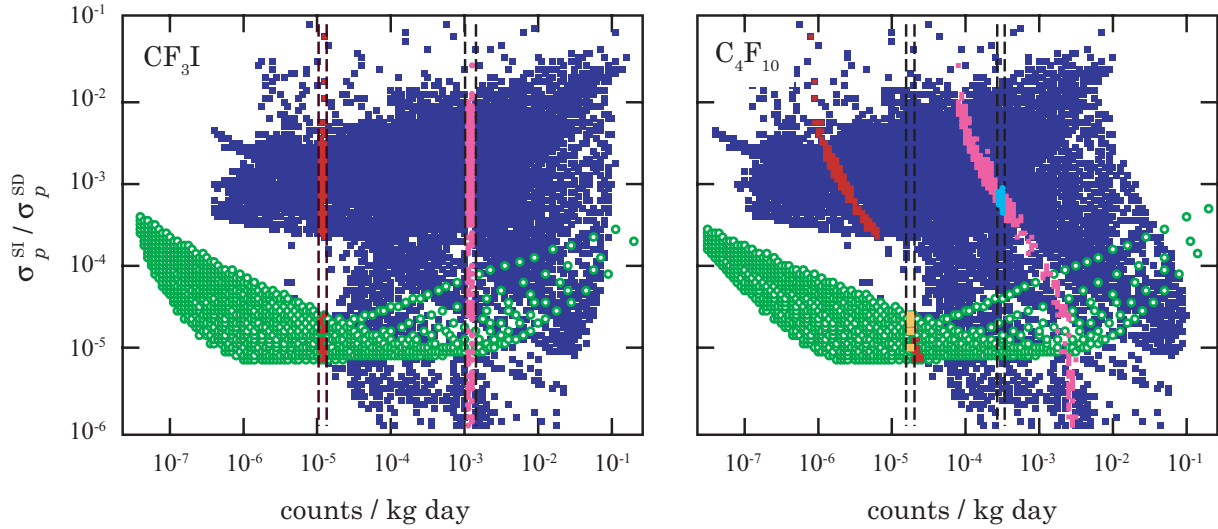 10⁻¹
10⁻²
10⁻³
10⁻⁴
10⁻⁵
10⁻⁶
σ_p^SI / σ_p^SD
CF₃I
C₄F₁₀
10⁻⁷ 10⁻⁶ 10⁻⁵ 10⁻⁴ 10⁻³ 10⁻² 10⁻¹
10⁻⁷ 10⁻⁶ 10⁻⁵ 10⁻⁴ 10⁻³ 10⁻² 10⁻¹
counts / kg day
counts / kg day